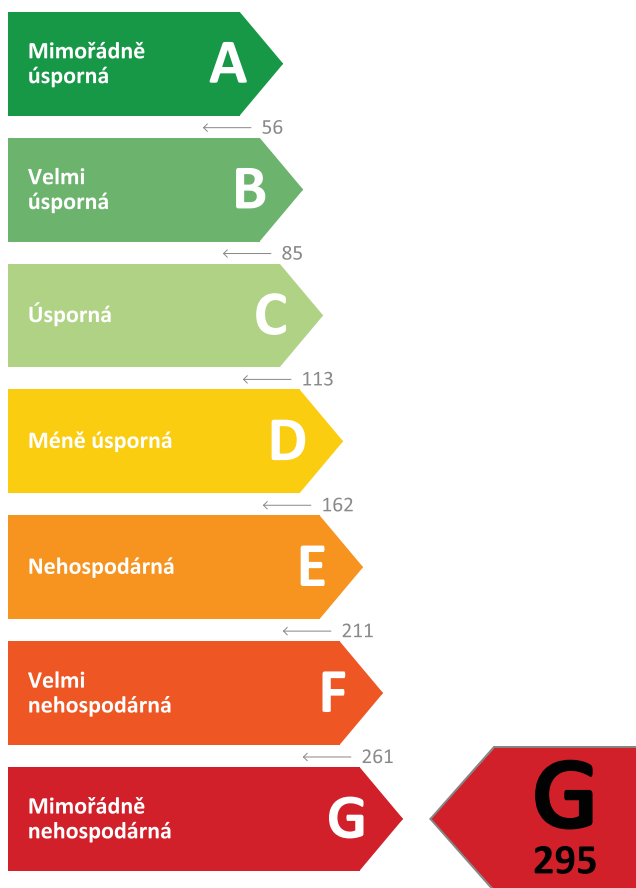 Mimořádně
úsporná
A
56
Velmi
úsporná
B
85
Úsporná
C
113
Méně úsporná
D
162
Nehospodárná
E
211
Velmi
nehospodárná
F
261
Mimořádně
nehospodárná
G
G
295